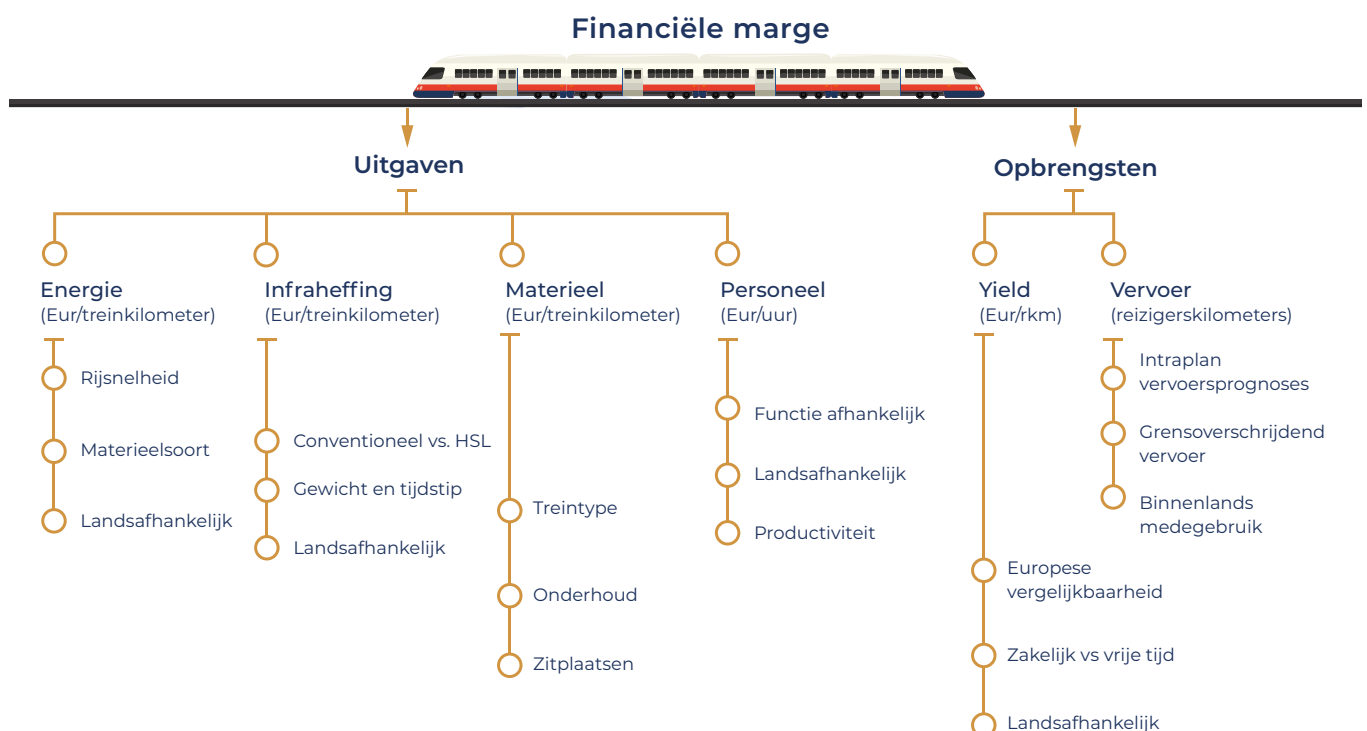 Financiële marge
Uitgaven
Opbrengsten
Energie
(Eur/treinkilometer)
Rijsnelheid
Materieelsoort
Landsafhankelijk
Infraheffing
(Eur/treinkilometer)
Conventioneel vs. HSL
Gewicht en tijdstip
Landsafhankelijk
Materieel
(Eur/treinkilometer)
Treintype
Onderhoud
Zitplaatsen
Personeel
(Eur/uur)
Functie afhankelijk
Landsafhankelijk
Productiviteit
Yield
(Eur/rkm)
Europese
vergelijkbaarheid
Zakelijk vs vrije tijd
Landsafhankelijk
Vervoer
(reizigerskilometers)
Intraplan
vervoersprognoses
Grensoverschrijdend
vervoer
Binnenlands
medegebruik